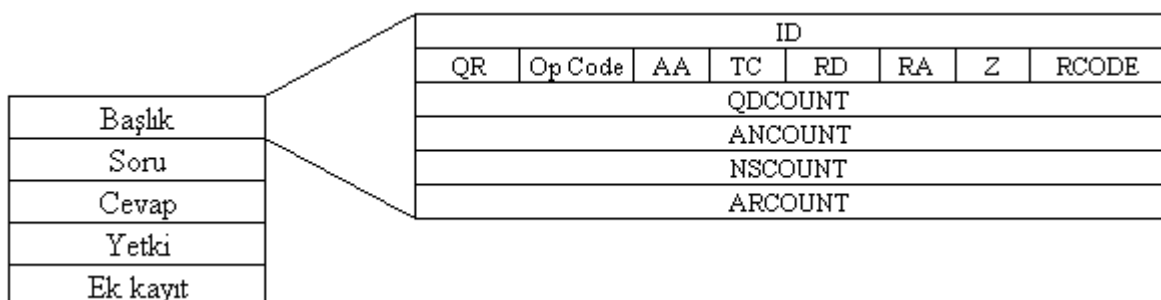 ID
QR Op Code AA TC RD RA Z RCODE
QDCOUNT
ANCOUNT
NSCOUNT
ARCOUNT
Başlık
Soru
Cevap
Yetki
Ek kayıt